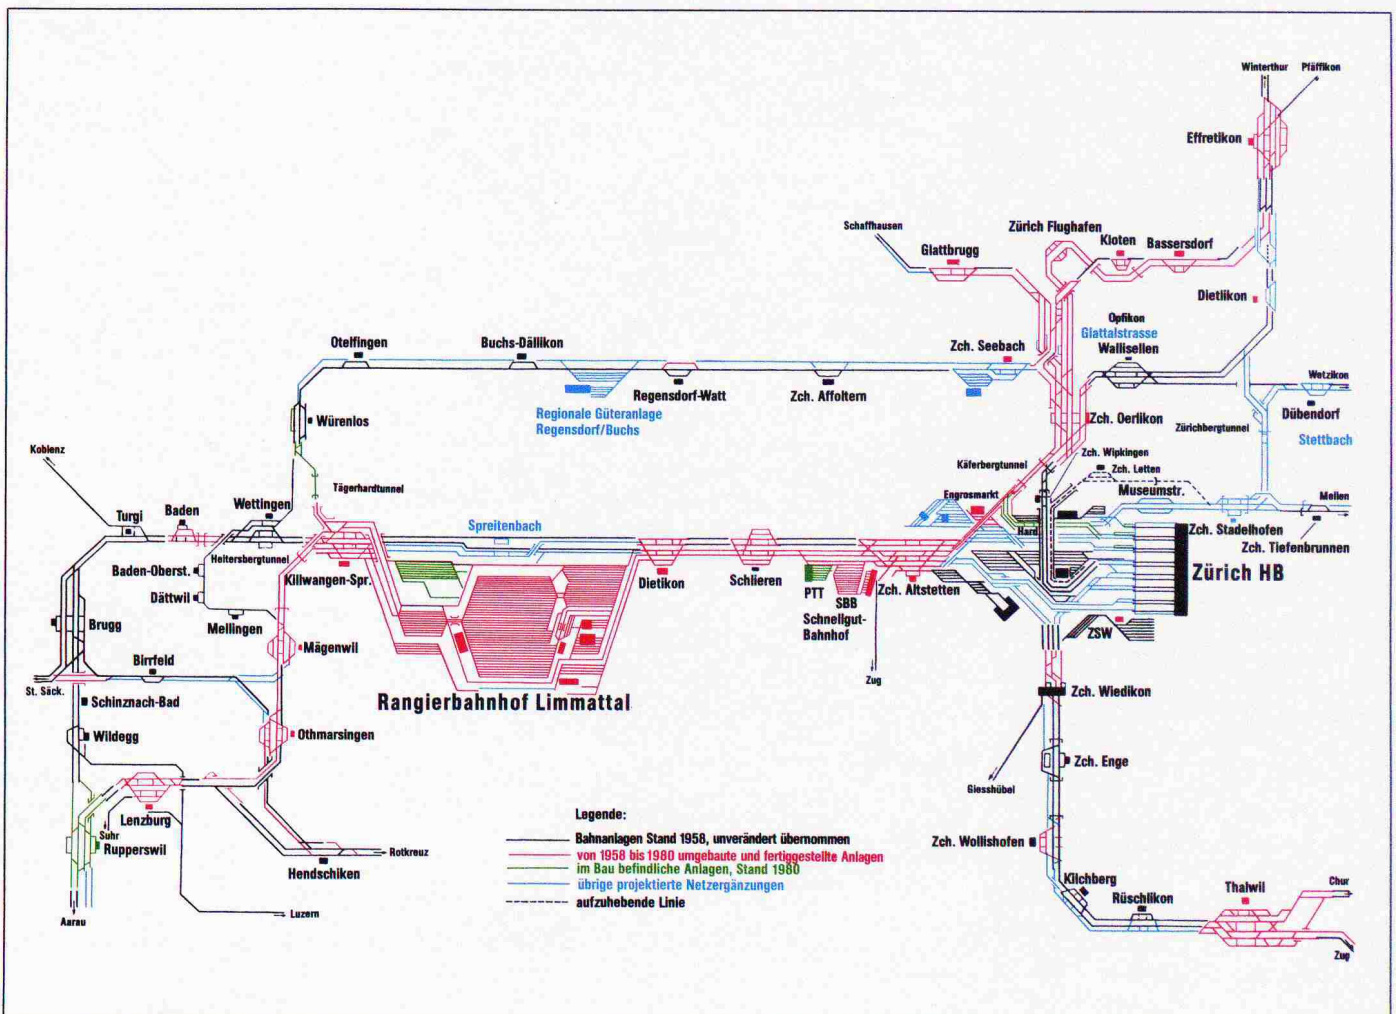 Winterthur
Pfäffikon
Effretikon
Schaffhausen
Zürich Flughafen
Glattbrugg
Kloten
Bassersdorf
Dietlikon
Opfikon
Glattalstrasse
Wallisellen
Otelfingen
Buchs-Dällikon
Zch. Seebach
Regensdorf-Watt
Zch. Affoltern
Wetzikon
Dübendorf
Regionale Güteranlage
Regensdorf/Buchs
Würenlos
Zch. Oerlikon
Zürichbergtunnel
Stettbach
Koblenz
Zch. Wipkingen
Käferbergtunnel
Zch. Letten
Tägerhardtunnel
Engrosmarkt
Museumstr.
Meilen
Turgi
Baden
Wettingen
Spreitenbach
Hard
Zch. Stadelhofen
Zch. Tiefenbrunnen
Heitersbergtunnel
Baden-Oberst.
Killwangen-Spr.
Dietikon
Schlieren
Zch. Altstetten
Zürich HB
Dättwil
PTT
SBB
Schnellgut-
Bahnhof
Mellingen
Brugg
ZSW
Mägenwil
Birrfeld
Zug
St. Säck.
Schinznach-Bad
Rangierbahnhof Limmattal
Zch. Wiedikon
Wildegg
Othmarsingen
Zch. Enge
Giesshübel
Lenzburg
Suhr
Rupperswil
Hendschiken
Rotkreuz
Luzern
Aarau
Legende:
Bahnanlagen Stand 1958, unverändert übernommen
von 1958 bis 1980 umgebaute und fertiggestellte Anlagen
im Bau befindliche Anlagen, Stand 1980
übrige projektierte Netzergänzungen
aufzuhebende Linie
Zch. Wollishofen
Kilchberg
Rüschlikon
Thalwil
Chur
Zug